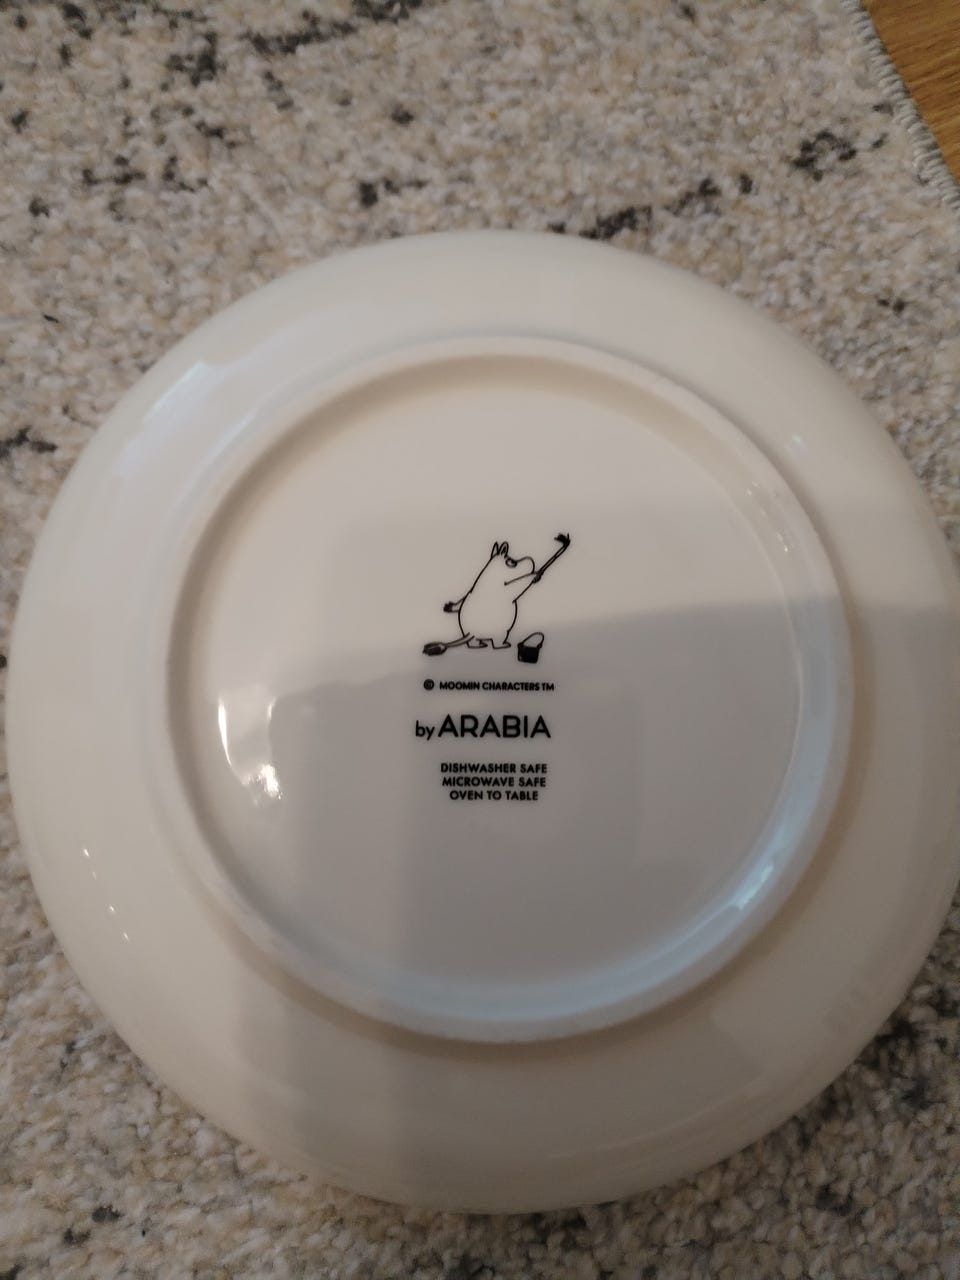 © MOOMIN CHARACTERS TM
by ARABIA
DISHWASHER SAFE
MICROWAVE SAFE
OVEN TO TABLE